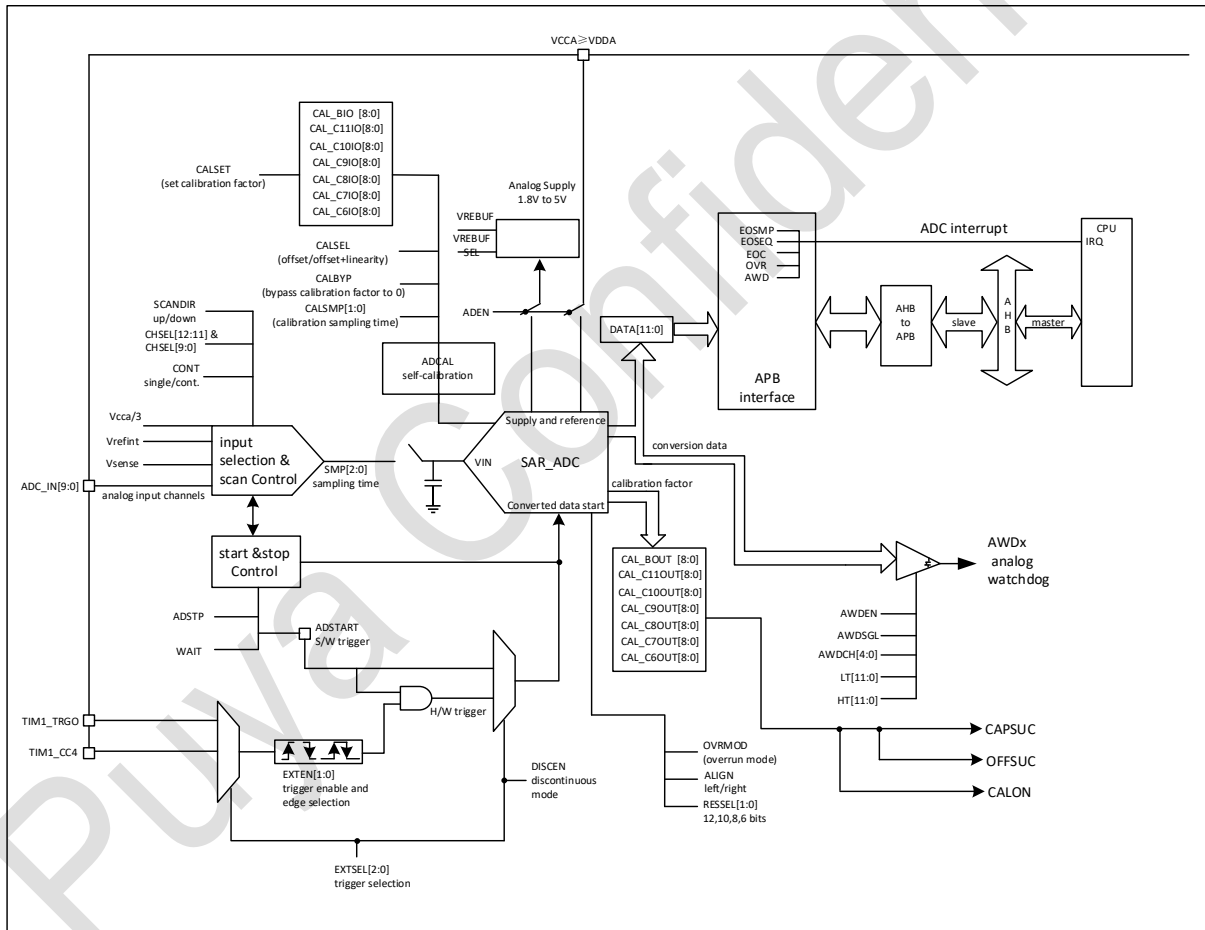 VCCA≥VDDA
CAL_BIO [8:0]
CAL_C11IO[8:0]
CAL_C10IO[8:0]
CAL_C9IO[8:0]
CAL_C8IO[8:0]
CAL_C7IO[8:0]
CAL_C6IO[8:0]
CALSET
(set calibration factor)
Analog Supply
1.8V to 5V
VREBUF
VREBUF
SEL
CALSEL
(offset/offset+linearity)
CALBYP
(bypass calibration factor to 0)
CALSMP[1:0]
(calibration sampling time)
ADEN
EOSMP
EOSEQ
EOC
OVR
AWD
ADC interrupt
CPU
IRQ
SCANDIR
up/down
CHSEL[12:11] &
CHSEL[9:0]
CONT
single/cont.
ADCAL
self-calibration
DATA[11:0]
APB
interface
AHB
to
APB
slave
A
H
B
master
Vcca/3
Vrefint
Vsense
ADC_IN[9:0]
analog input channels
input
selection &
scan Control
SMP[2:0]
sampling time
Supply and reference
VIN
SAR_ADC
Converted data start
conversion data
calibration factor
start &stop
Control
CAL_BOUT [8:0]
CAL_C11OUT[8:0]
CAL_C10OUT[8:0]
CAL_C9OUT[8:0]
CAL_C8OUT[8:0]
CAL_C7OUT[8:0]
CAL_C6OUT[8:0]
AWDx
analog
watchdog
ADSTP
WAIT
ADSTART
S/W trigger
AWDEN
AWDSGL
AWDCH[4:0]
LT[11:0]
HT[11:0]
H/W trigger
TIM1_TRGO
TIM1_CC4
EXTEN[1:0]
trigger enable and
edge selection
DISCEN
discontinuous
mode
OVRMOD
(overrun mode)
ALIGN
left/right
RESSEL[1:0]
12,10,8,6 bits
CAPSUC
OFFSUC
CALON
EXTSEL[2:0]
trigger selection
Puya Confident